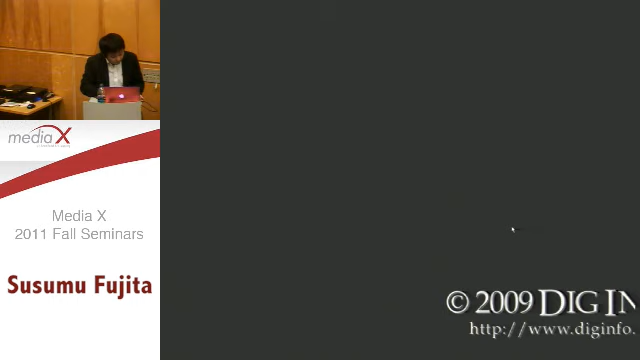 mediaX
Media X
2011 Fall Seminars
Susumu Fujita
© 2009 DIG IN
http://www.diginfo.